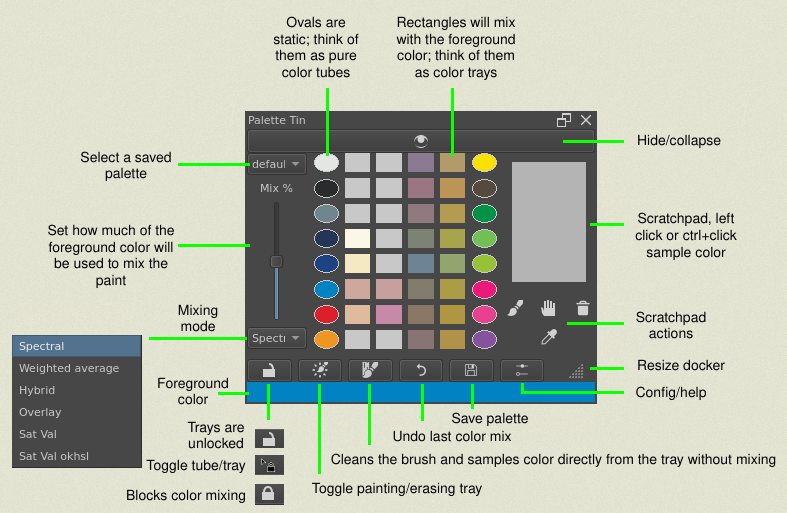 Ovals are
static; think of
them as pure
color tubes
Rectangles will mix
with the foreground
color; think of them
as color trays
Palette Tin
Hide/collapse
Select a saved
palette
defaul
Mix %
Set how much of the
foreground color will
be used to mix the
paint
Scratchpad, left
click or ctrl+click
sample color
Mixing
mode
Spectr
Scratchpad
actions
Spectral
Weighted average
Hybrid
Overlay
Sat Val
Sat Val okhsl
Resize docker
Foreground
color
Config/help
Save palette
Undo last color mix
Trays are
unlocked
Toggle tube/tray
Cleans the brush and samples color directly from the tray without mixing
Blocks color mixing
Toggle painting/erasing tray